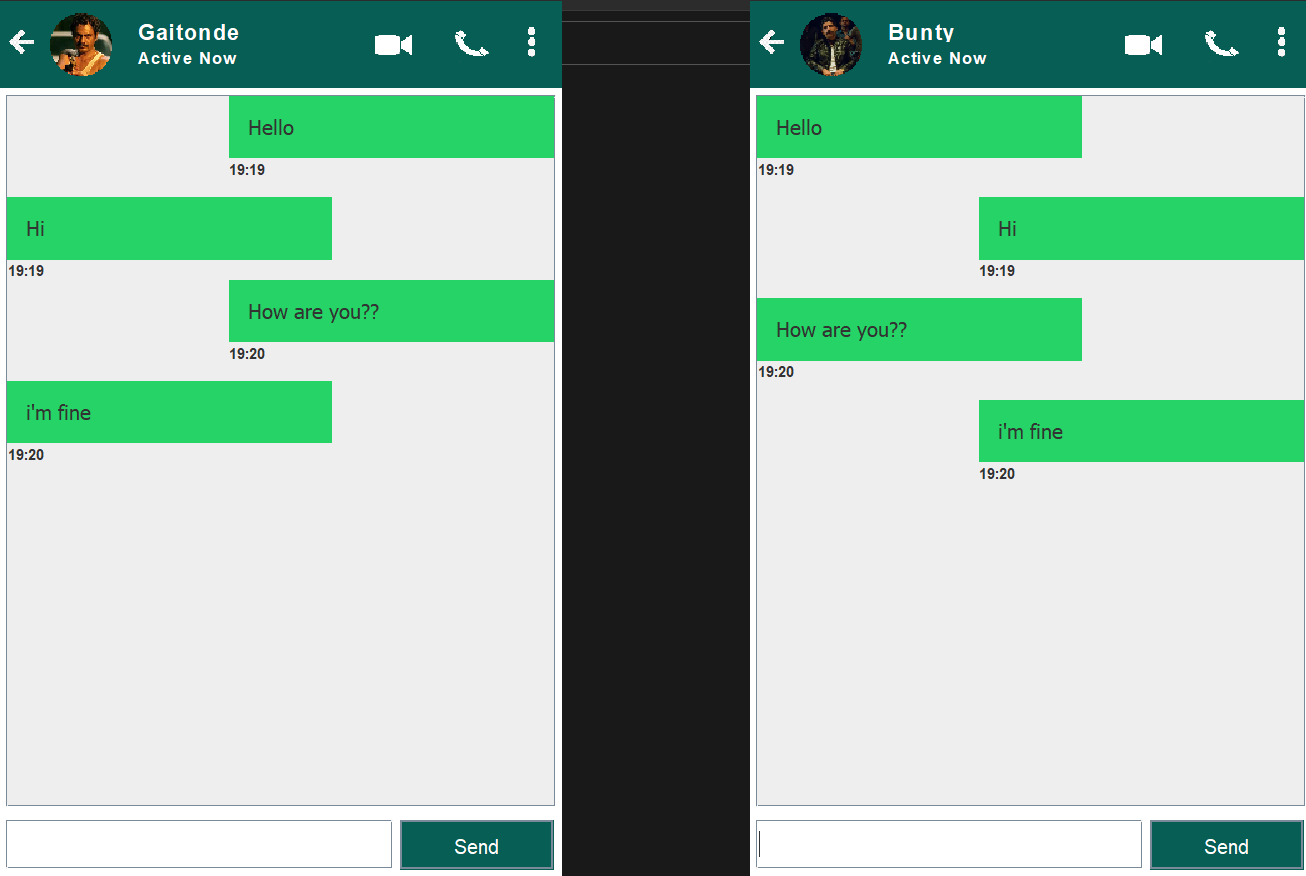 Gaitonde
Active Now
Hello
19:19
Hi
19:19
How are you??
19:20
i'm fine
19:20
Send
Bunty
Active Now
Hello
19:19
Hi
19:19
How are you??
19:20
i'm fine
19:20
Send